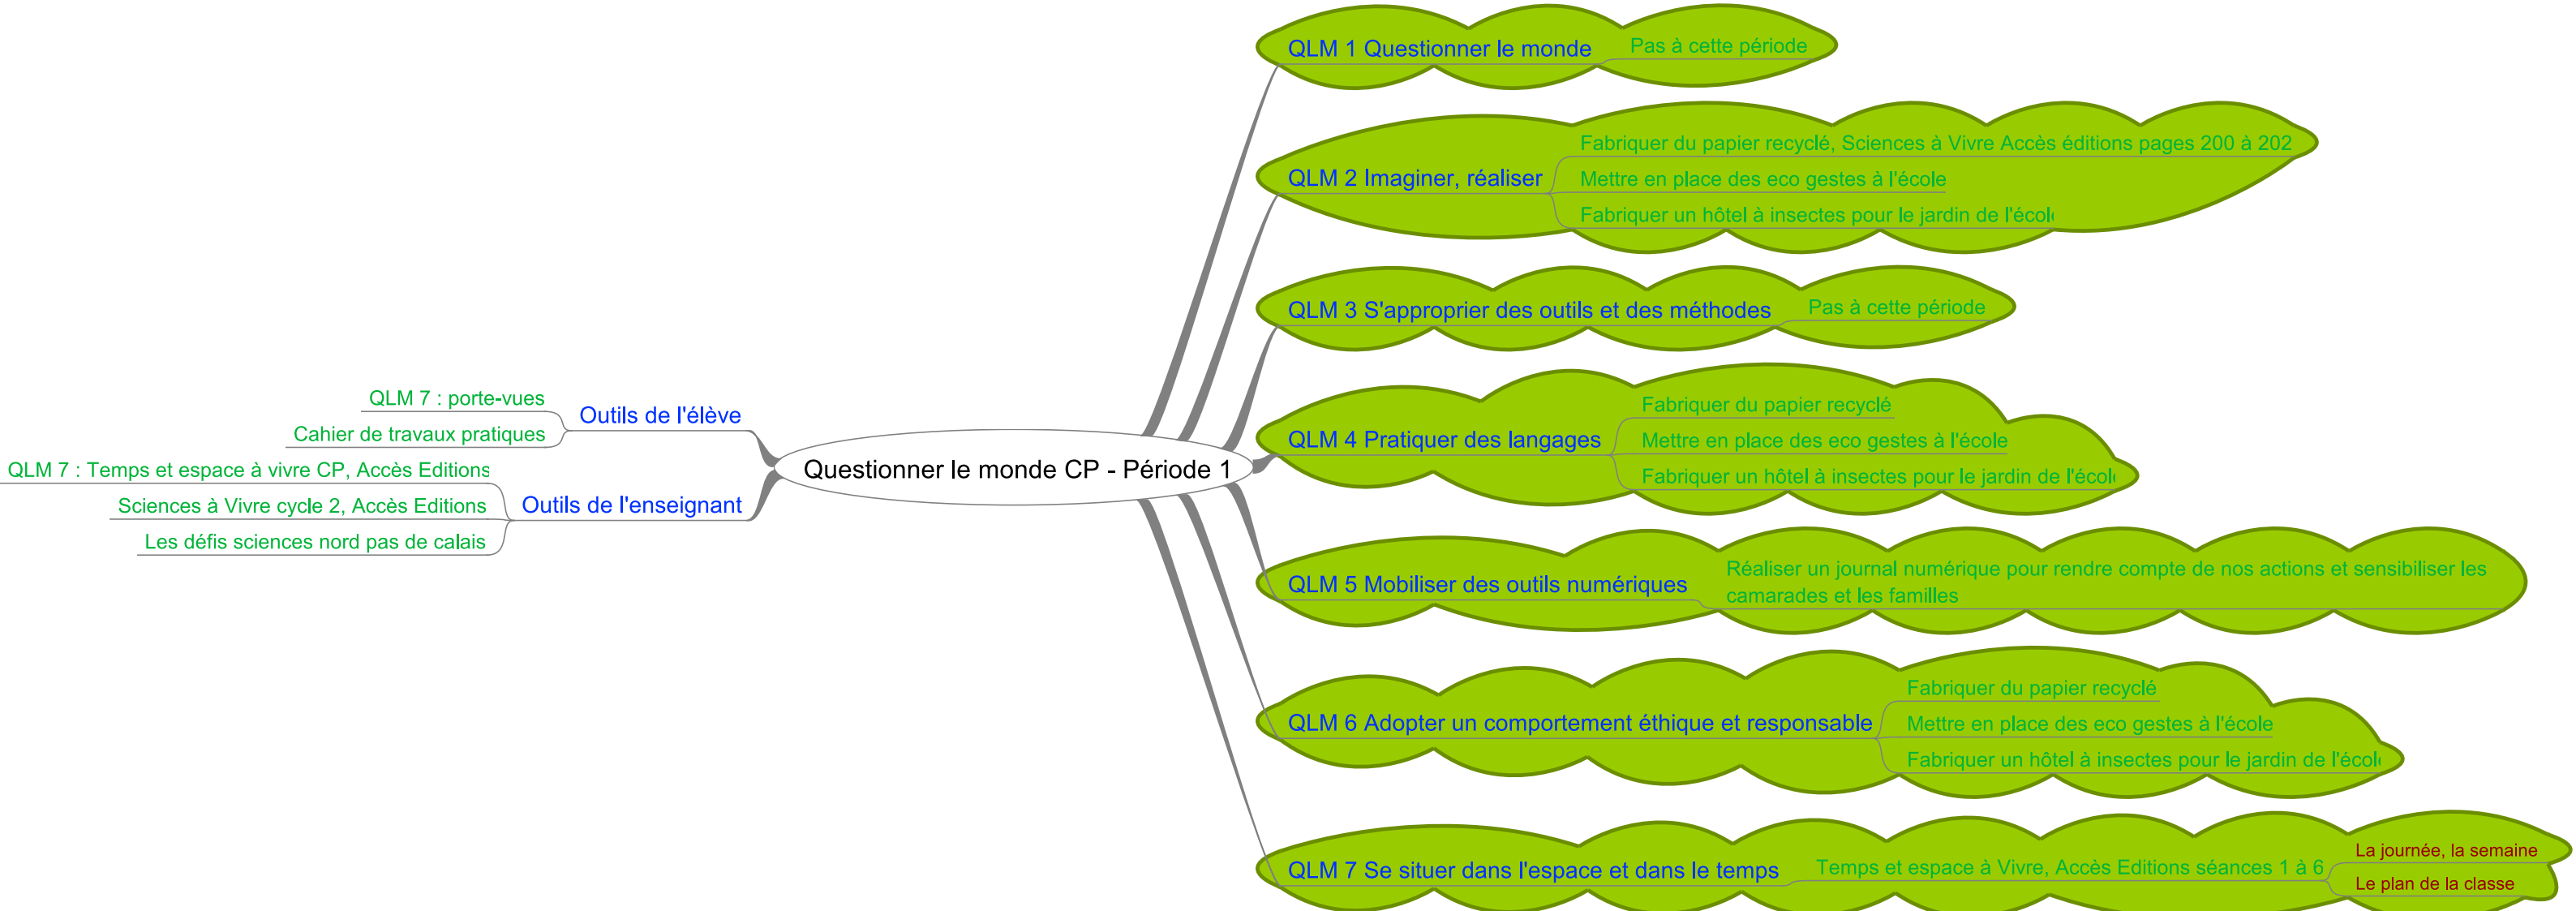 QLM 1 Questionner le monde
Pas à cette période
QLM 2 Imaginer, réaliser
Fabriquer du papier recyclé, Sciences à Vivre Accès éditions pages 200 à 202
Mettre en place des eco gestes à l'école
Fabriquer un hôtel à insectes pour le jardin de l'écol
QLM 3 S'approprier des outils et des méthodes
Pas à cette période
QLM 4 Pratiquer des langages
Fabriquer du papier recyclé
Mettre en place des eco gestes à l'école
Fabriquer un hôtel à insectes pour le jardin de l'écol
QLM 5 Mobiliser des outils numériques
Réaliser un journal numérique pour rendre compte de nos actions et sensibiliser les
camarades et les familles
QLM 6 Adopter un comportement éthique et responsable
Fabriquer du papier recyclé
Mettre en place des eco gestes à l'école
Fabriquer un hôtel à insectes pour le jardin de l'écol
QLM 7 Se situer dans l'espace et dans le temps
Temps et espace à Vivre, Accès Editions séances 1 à 6
La journée, la semaine
Le plan de la classe
Questionner le monde CP - Période 1
Outils de l'élève
QLM 7 : porte-vues
Cahier de travaux pratiques
Outils de l'enseignant
QLM 7 : Temps et espace à vivre CP, Accès Editions
Sciences à Vivre cycle 2, Accès Editions
Les défis sciences nord pas de calais